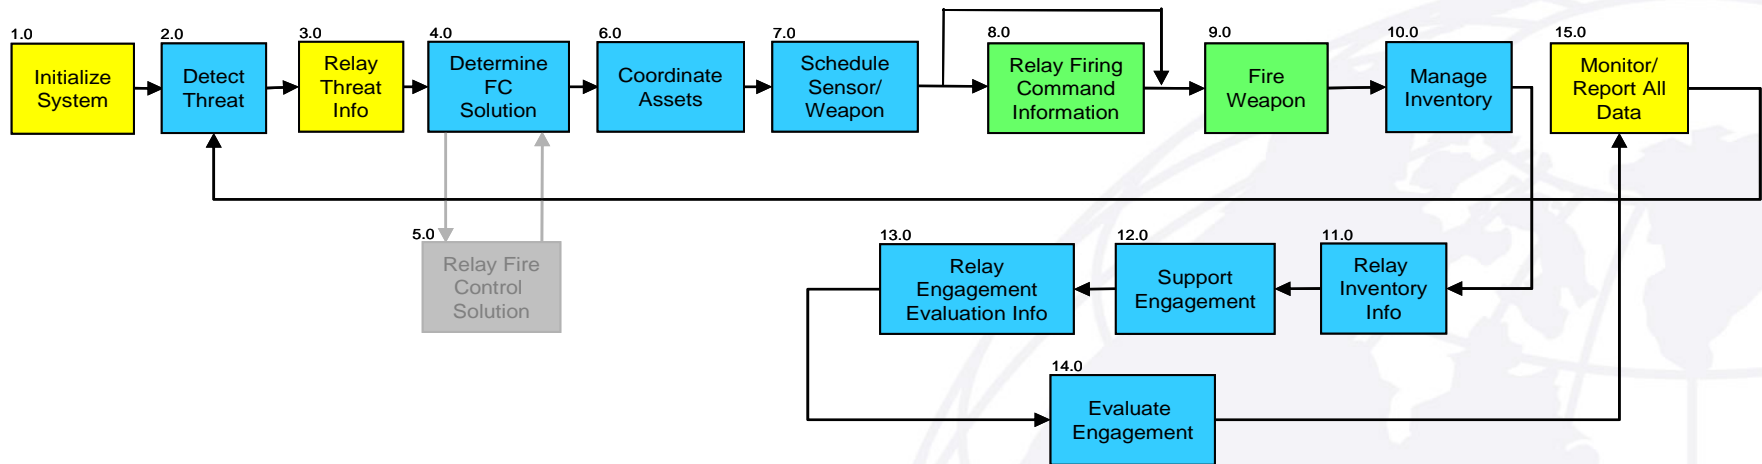 1.0
Initialize
System
2.0
Detect
Threat
3.0
Relay
Threat
Info
4.0
Determine
FC
Solution
6.0
Coordinate
Assets
7.0
Schedule
Sensor/
Weapon
8.0
Relay Firing
Command
Information
9.0
Fire
Weapon
10.0
Manage
Inventory
15.0
Monitor/
Report All
Data
5.0
Relay Fire
Control
Solution
13.0
Relay
Engagement
Evaluation Info
12.0
Support
Engagement
11.0
Relay
Inventory
Info
14.0
Evaluate
Engagement